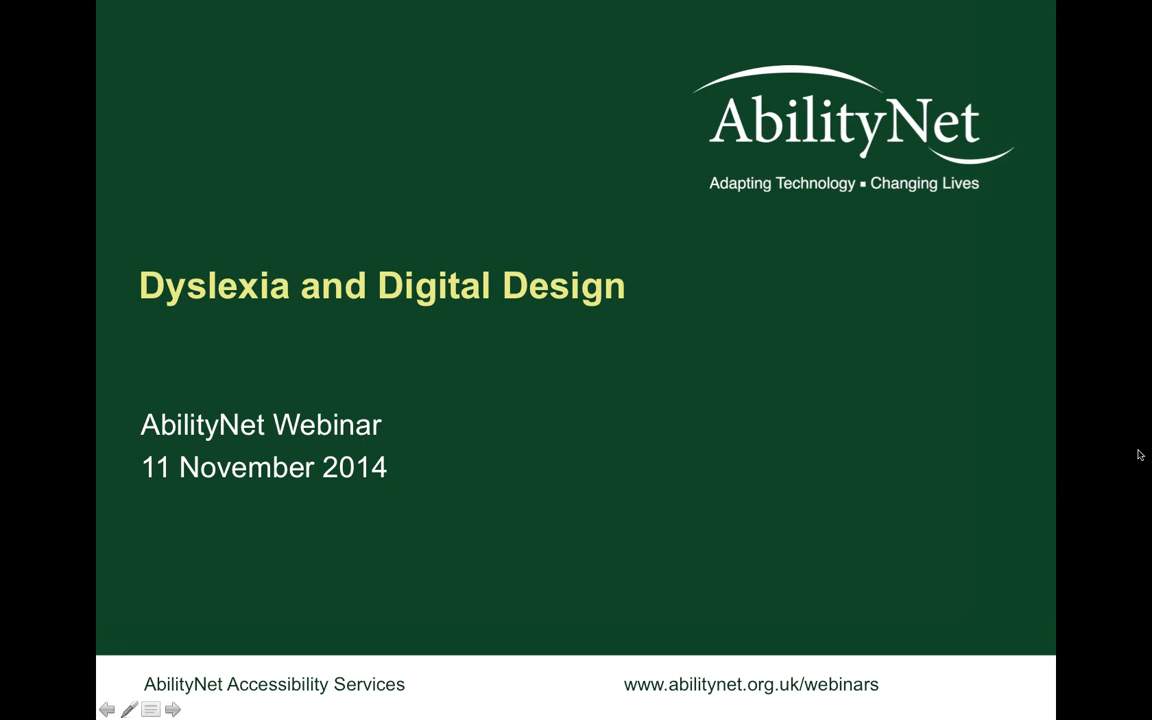 AbilityNet
Adapting Technology ▪ Changing Lives
Dyslexia and Digital Design
AbilityNet Webinar
11 November 2014
AbilityNet Accessibility Services
www.abilitynet.org.uk/webinars